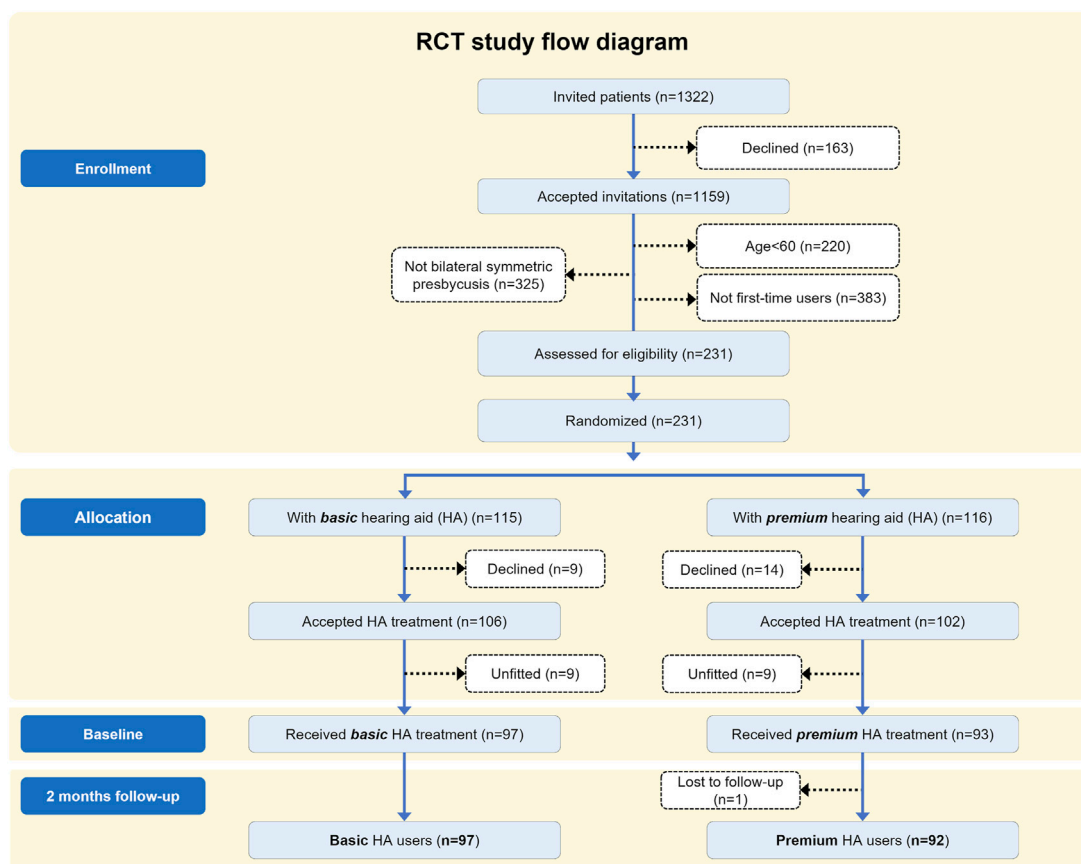 RCT study flow diagram
Invited patients (n=1322)
Declined (n=163)
Enrollment
Accepted invitations (n=1159)
Age<60 (n=220)
Not bilateral symmetric
presbycusis (n=325)
Not first-time users (n=383)
Assessed for eligibility (n=231)
Randomized (n=231)
Allocation
With basic hearing aid (HA) (n=115)
With premium hearing aid (HA) (n=116)
Declined (n=9)
Declined (n=14)
Accepted HA treatment (n=106)
Accepted HA treatment (n=102)
Unfitted (n=9)
Unfitted (n=9)
Baseline
Received basic HA treatment (n=97)
Received premium HA treatment (n=93)
2 months follow-up
Lost to follow-up
(n=1)
Basic HA users (n=97)
Premium HA users (n=92)